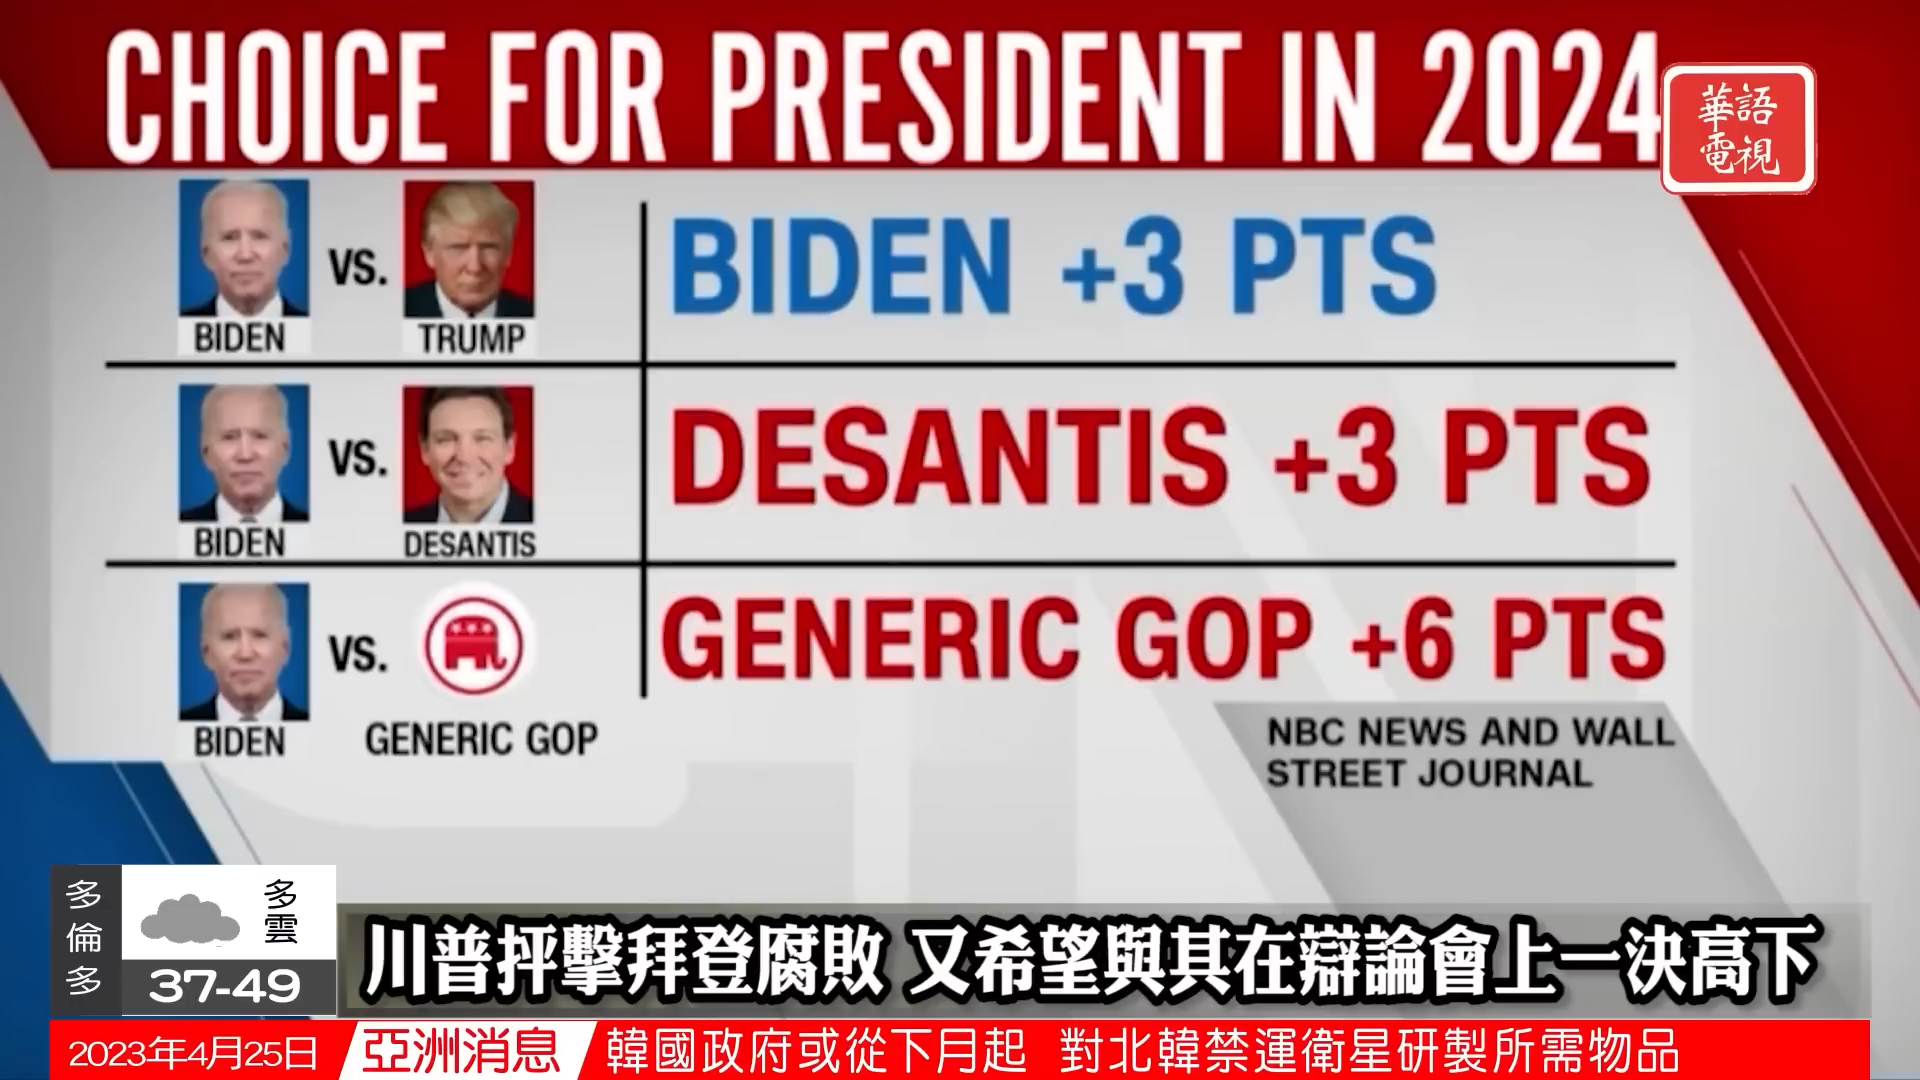 CHOICE FOR PRESIDENT IN 2024
華語
電視
BIDEN
VS.
TRUMP
BIDEN +3 PTS
BIDEN
VS.
DESANTIS
DESANTIS +3 PTS
BIDEN
VS.
GENERIC GOP
GENERIC GOP +6 PTS
NBC NEWS AND WALL
STREET JOURNAL
多倫多
多雲
37-49
川普抨擊拜登腐敗 又希望與其在辯論會上一決高下
2023年4月25日
亞洲消息
韓國政府或從下月起 對北韓禁運衛星研製所需物品